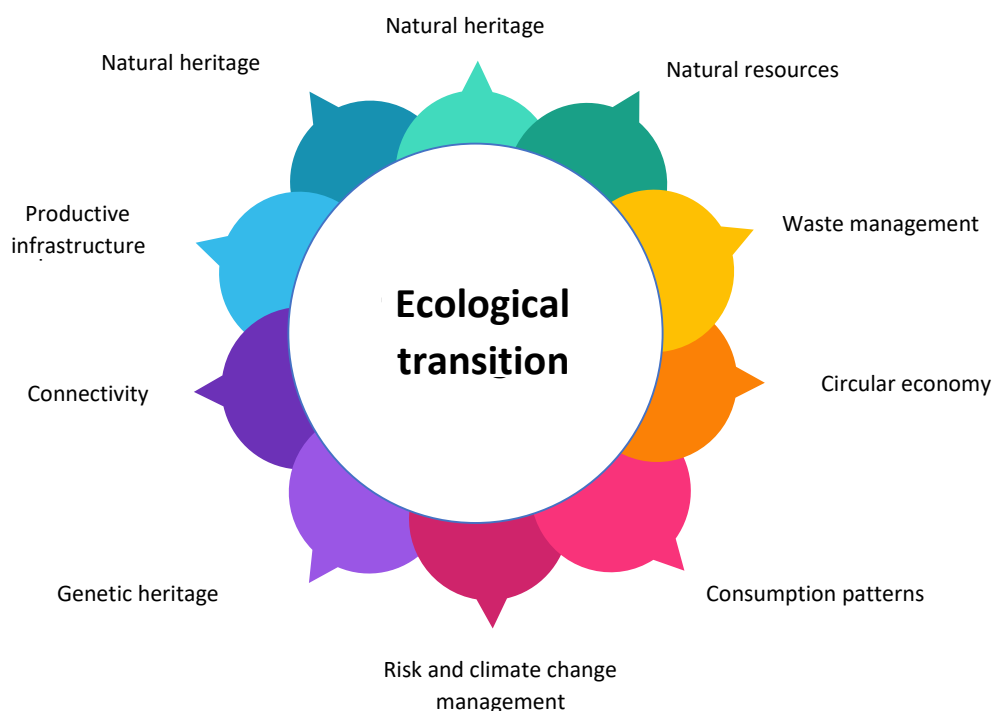 Natural heritage
Natural heritage
Natural resources
Productive
infrastructure
Waste management
Ecological
transition
Connectivity
Circular economy
Genetic heritage
Consumption patterns
Risk and climate change
management